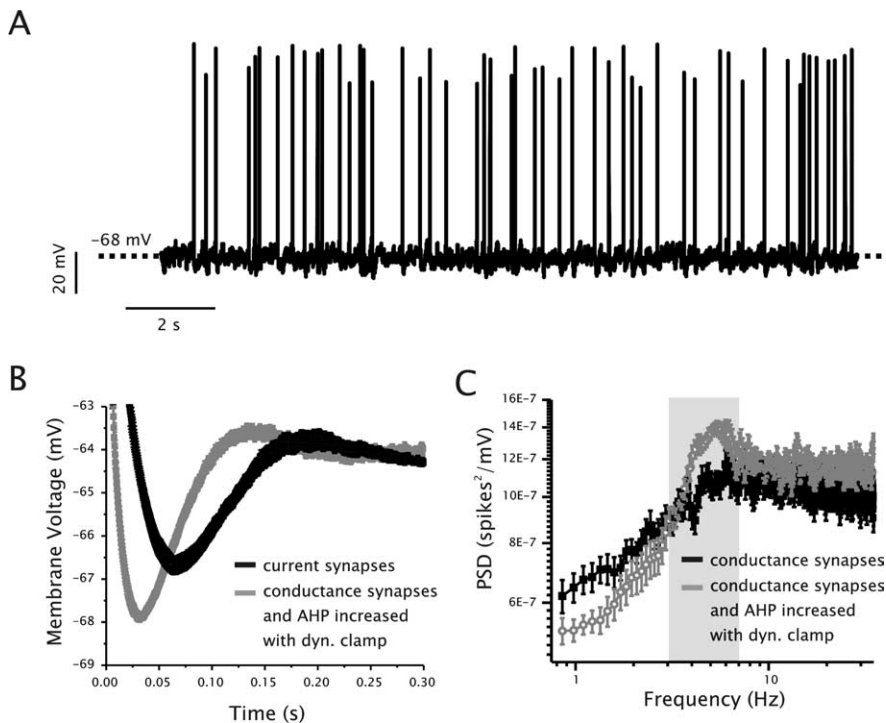 A
−68 mV
20 mV
2 s
B
Membrane Voltage (mV)
−63
−64
−65
−66
−67
−68
−69
0.00 0.05 0.10 0.15 0.20 0.25 0.30
Time (s)
current synapses
conductance synapses
and AHP increased
with dyn. clamp
C
PSD (spikes²/mV)
16E-7
14E-7
12E-7
10E-7
8E-7
6E-7
1 10
Frequency (Hz)
conductance synapses
conductance synapses
and AHP increased
with dyn. clamp